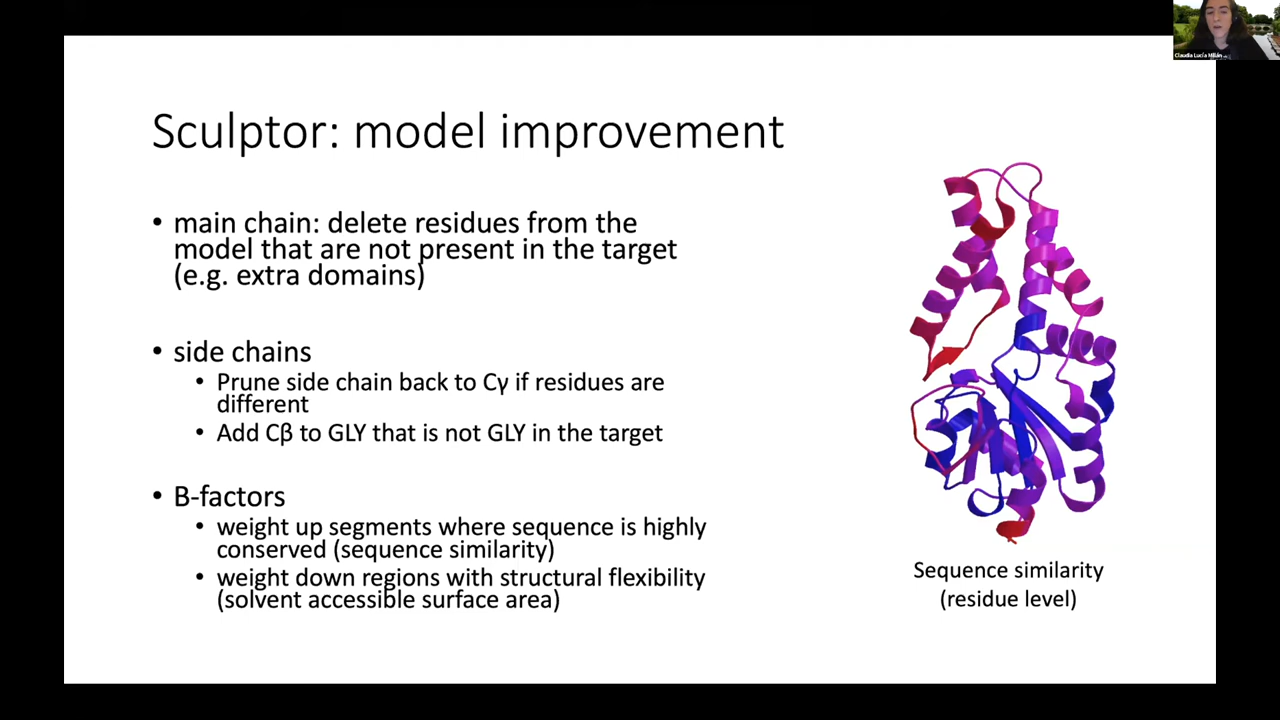 Claudia Lucía Millán
Sculptor: model improvement
• main chain: delete residues from the
model that are not present in the target
(e.g. extra domains)
• side chains
• Prune side chain back to Cγ if residues are
different
• Add Cβ to GLY that is not GLY in the target
• B-factors
• weight up segments where sequence is highly
conserved (sequence similarity)
• weight down regions with structural flexibility
(solvent accessible surface area)
Sequence similarity
(residue level)